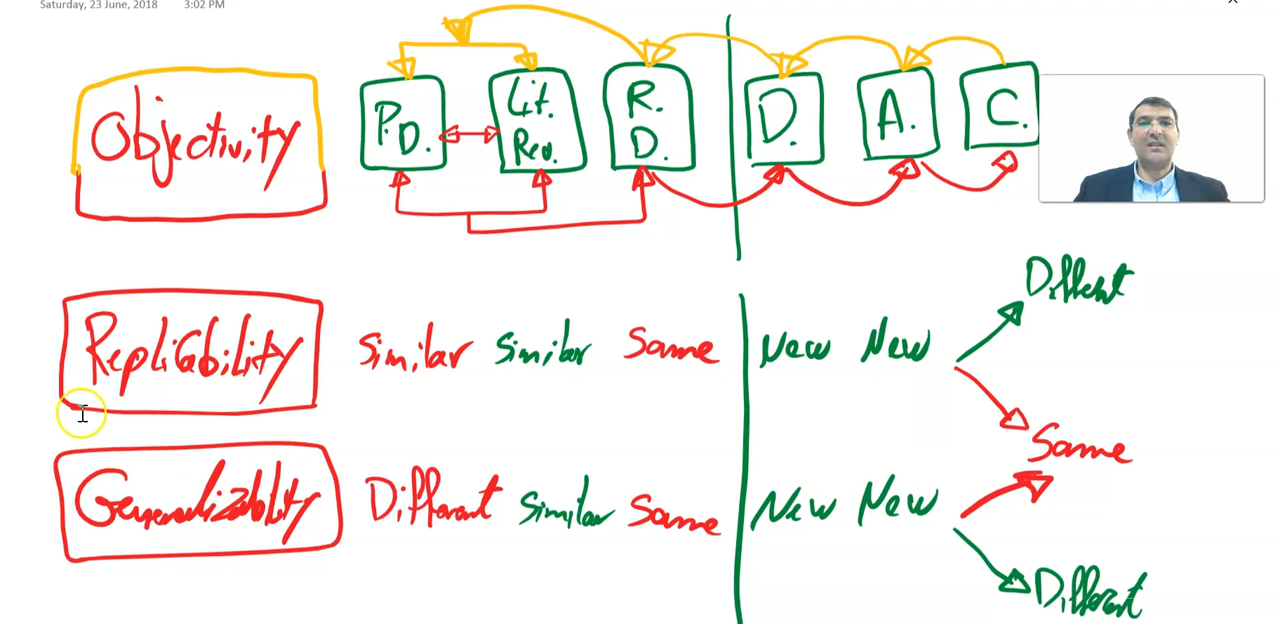 Saturday, 23 June, 2018 3:02 PM
Objectivity P.D. Lit. Rev. R. D. D. A. C.
Replicability Similar Similar Same New New Different
Same
Generalizability Different Similar Same New New
Different